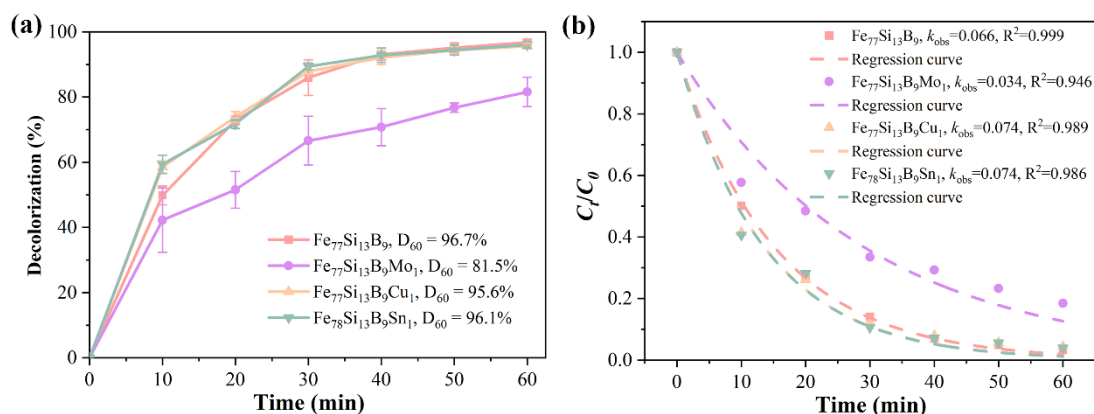 (a)
100
80
60
40
20
0
Decolorization (%)
Fe₇₇Si₁₃B₉, D₆₀ = 96.7%
Fe₇₇Si₁₃B₉Mo₁, D₆₀ = 81.5%
Fe₇₇Si₁₃B₉Cu₁, D₆₀ = 95.6%
Fe₇₈Si₁₃B₉Sn₁, D₆₀ = 96.1%
0 10 20 30 40 50 60
Time (min)
(b)
1.0
0.8
0.6
0.4
0.2
0.0
Cₜ/C₀
Fe₇₇Si₁₃B₉, k_obs=0.066, R²=0.999
Regression curve
Fe₇₇Si₁₃B₉Mo₁, k_obs=0.034, R²=0.946
Regression curve
Fe₇₇Si₁₃B₉Cu₁, k_obs=0.074, R²=0.989
Regression curve
Fe₇₈Si₁₃B₉Sn₁, k_obs=0.074, R²=0.986
Regression curve
0 10 20 30 40 50 60
Time (min)